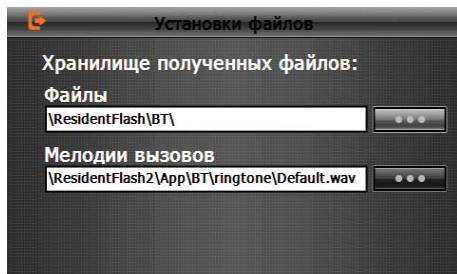 Установки файлов
Хранилище полученных файлов:
Файлы
\ResidentFlash\BT\
Мелодии вызовов
\ResidentFlash2\App\BT\ringtone\Default.wav